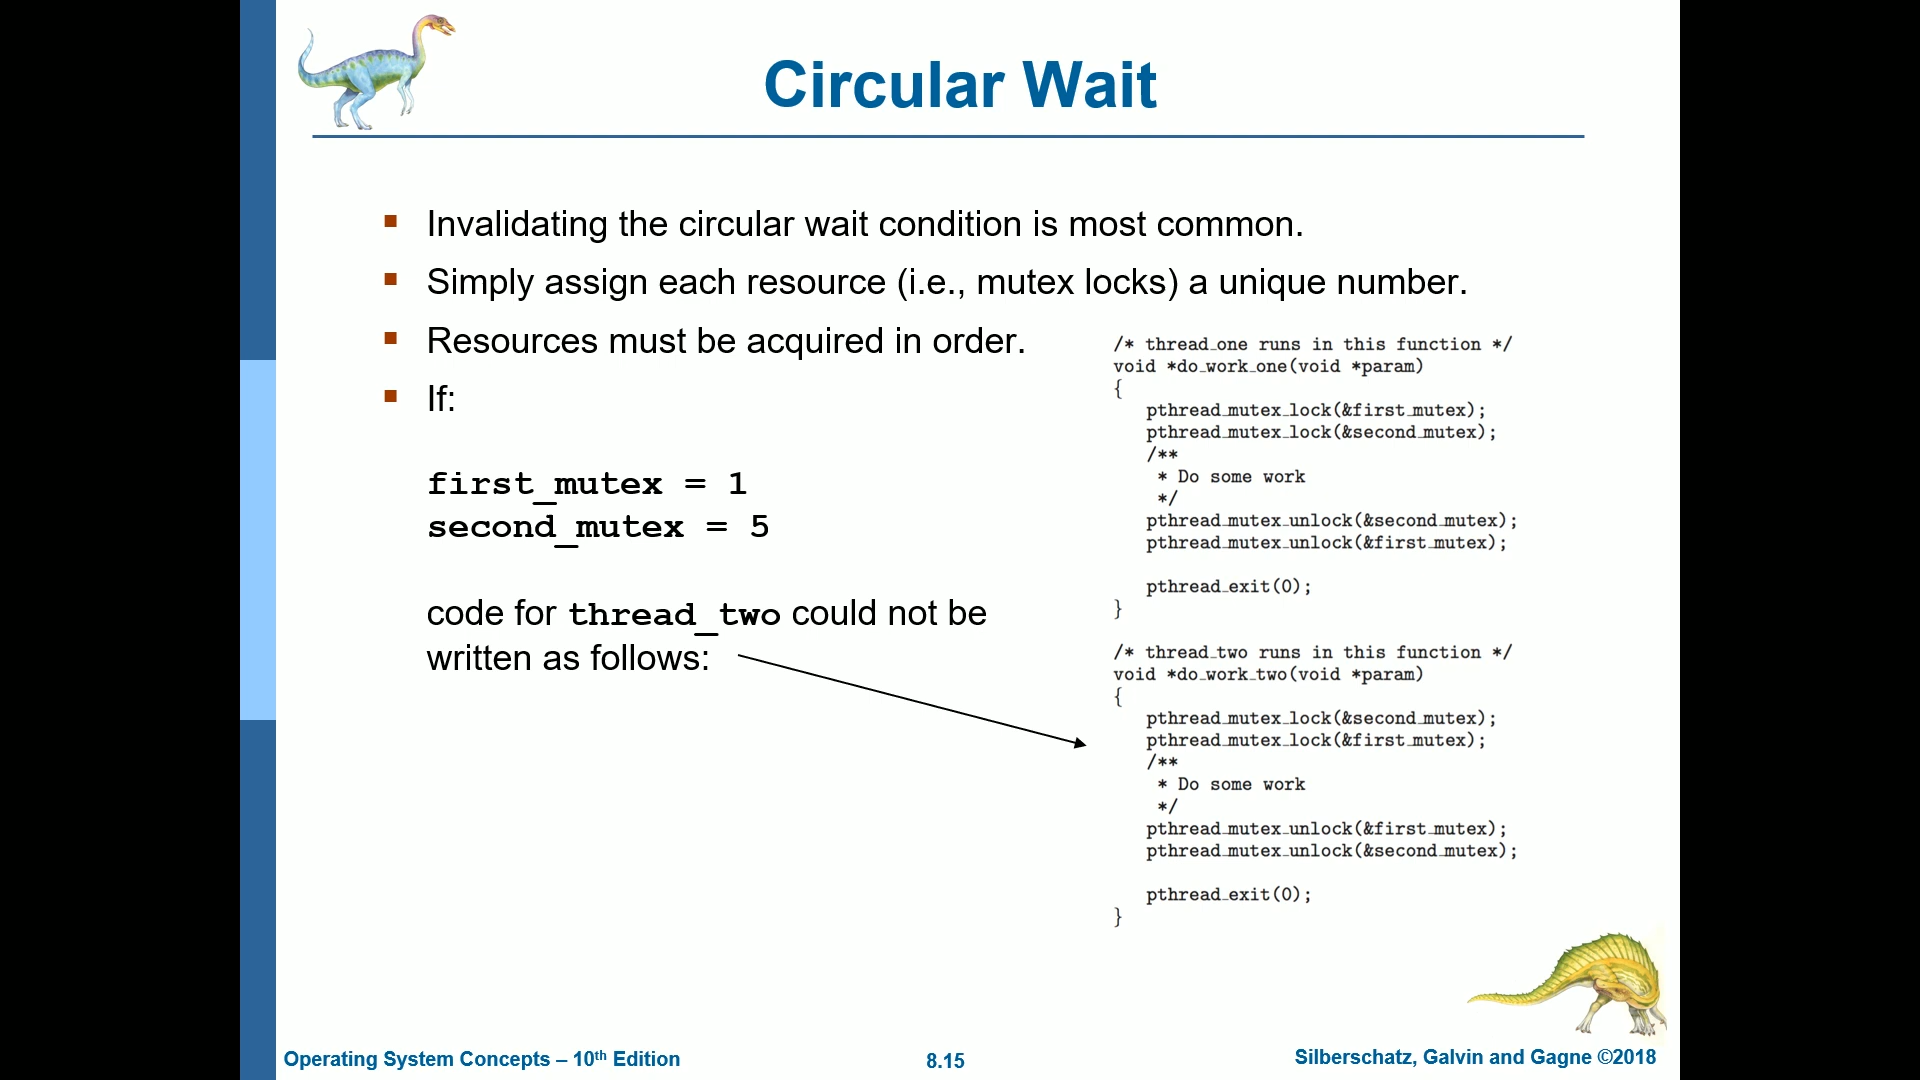 Circular Wait
Invalidating the circular wait condition is most common.
Simply assign each resource (i.e., mutex locks) a unique number.
Resources must be acquired in order.
If:
first_mutex = 1
second_mutex = 5
code for thread_two could not be
written as follows:
/* thread_one runs in this function */
void *do_work_one(void *param)
{
pthread_mutex_lock(&first_mutex);
pthread_mutex_lock(&second_mutex);
/**
* Do some work
*/
pthread_mutex_unlock(&second_mutex);
pthread_mutex_unlock(&first_mutex);
pthread_exit(0);
}
/* thread_two runs in this function */
void *do_work_two(void *param)
{
pthread_mutex_lock(&second_mutex);
pthread_mutex_lock(&first_mutex);
/**
* Do some work
*/
pthread_mutex_unlock(&first_mutex);
pthread_mutex_unlock(&second_mutex);
pthread_exit(0);
}
Operating System Concepts – 10th Edition
8.15
Silberschatz, Galvin and Gagne ©2018